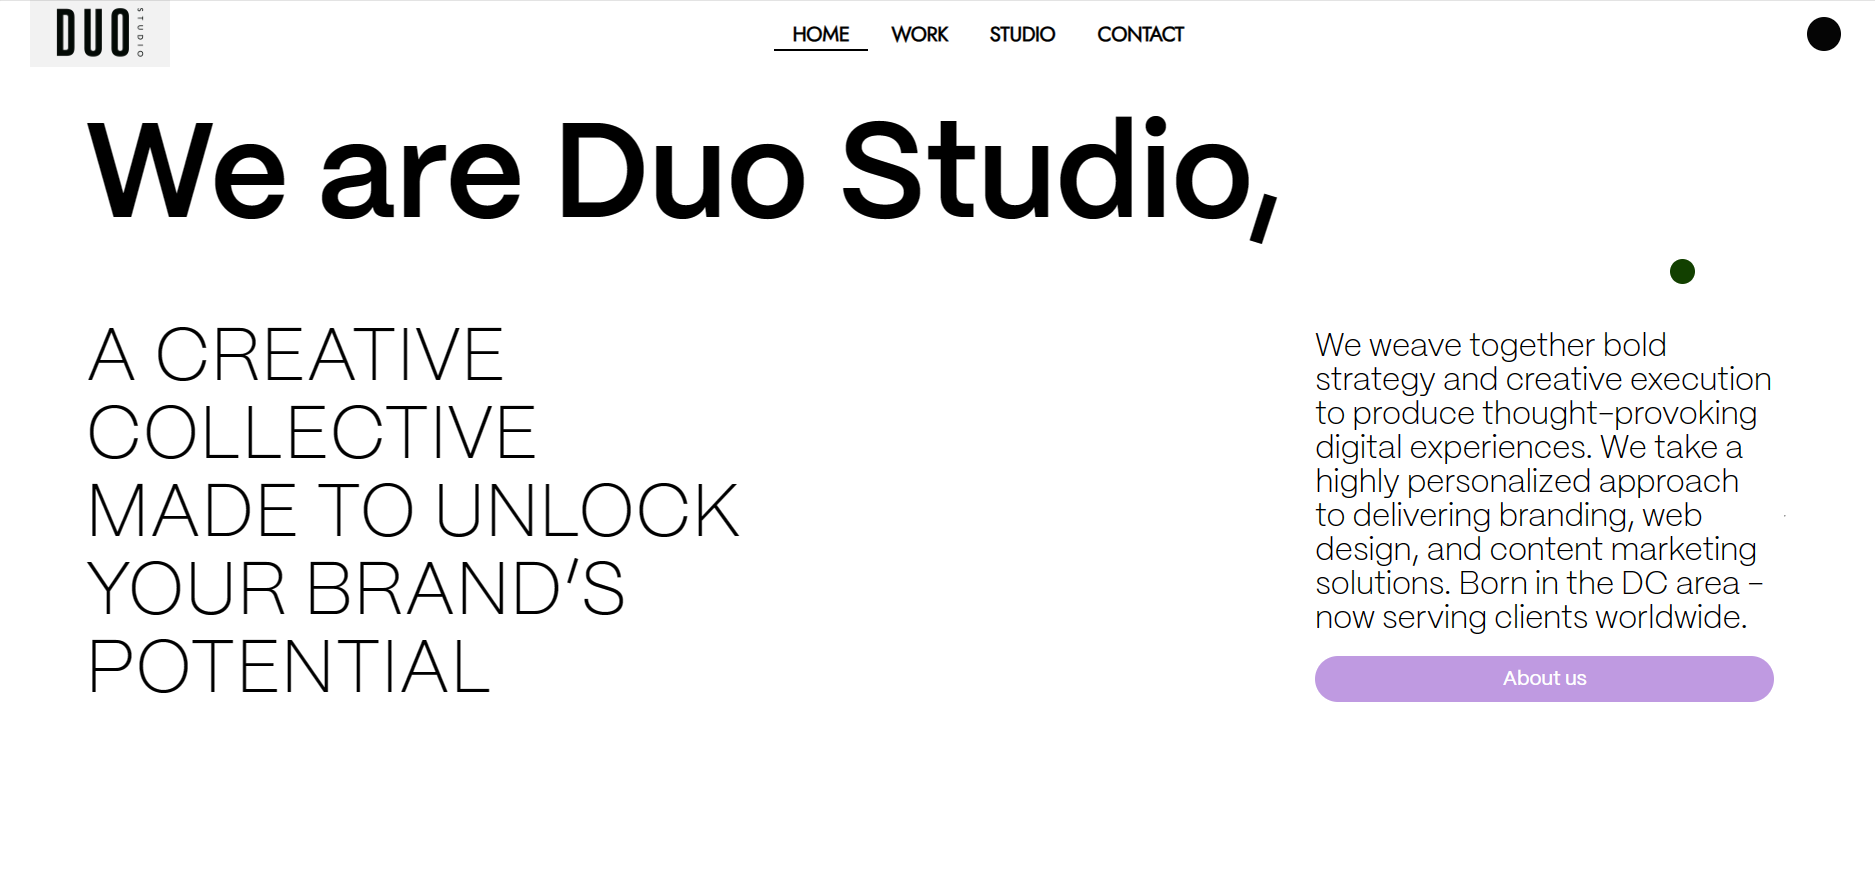 DUO STUDIO
HOME WORK STUDIO CONTACT
We are Duo Studio,
A CREATIVE
COLLECTIVE
MADE TO UNLOCK
YOUR BRAND’S
POTENTIAL
We weave together bold
strategy and creative execution
to produce thought-provoking
digital experiences. We take a
highly personalized approach
to delivering branding, web
design, and content marketing
solutions. Born in the DC area -
now serving clients worldwide.
About us